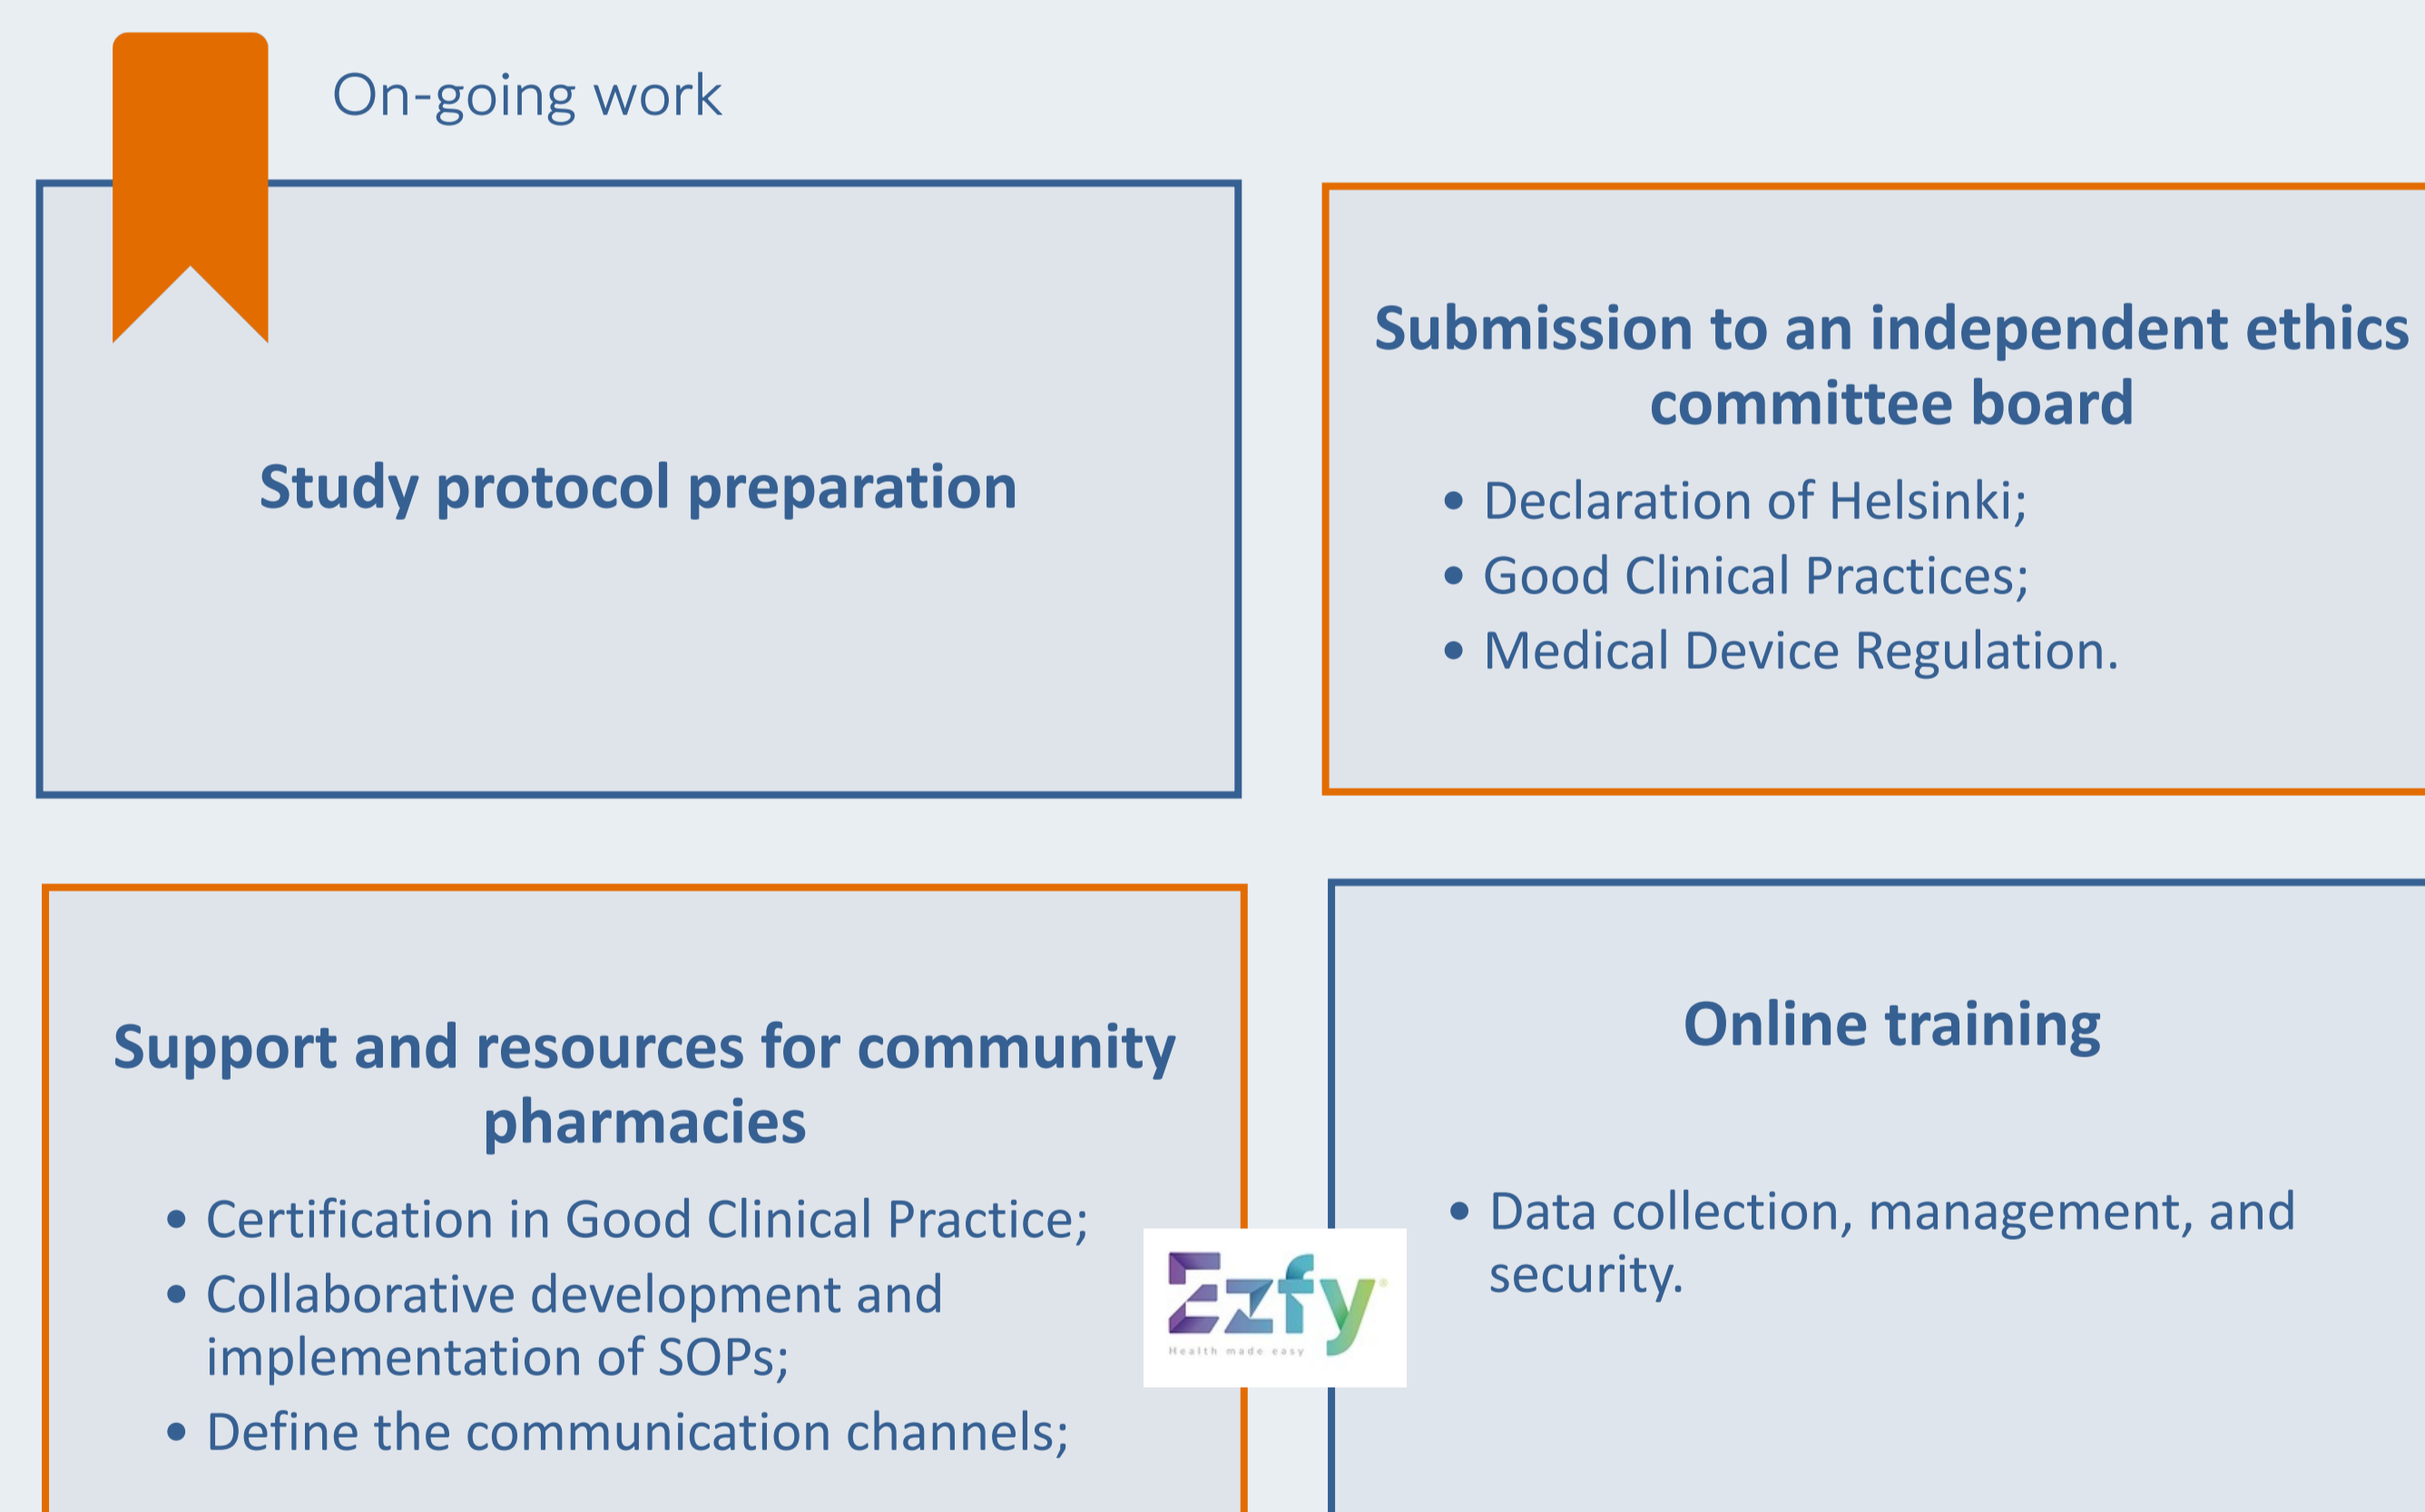 On-going work
Study protocol preparation
Submission to an independent ethics
committee board
• Declaration of Helsinki;
• Good Clinical Practices;
• Medical Device Regulation.
Support and resources for community
pharmacies
• Certification in Good Clinical Practice;
• Collaborative development and
implementation of SOPs;
• Define the communication channels;
Online training
• Data collection, management, and
security.
Ezfy®
Health made easy